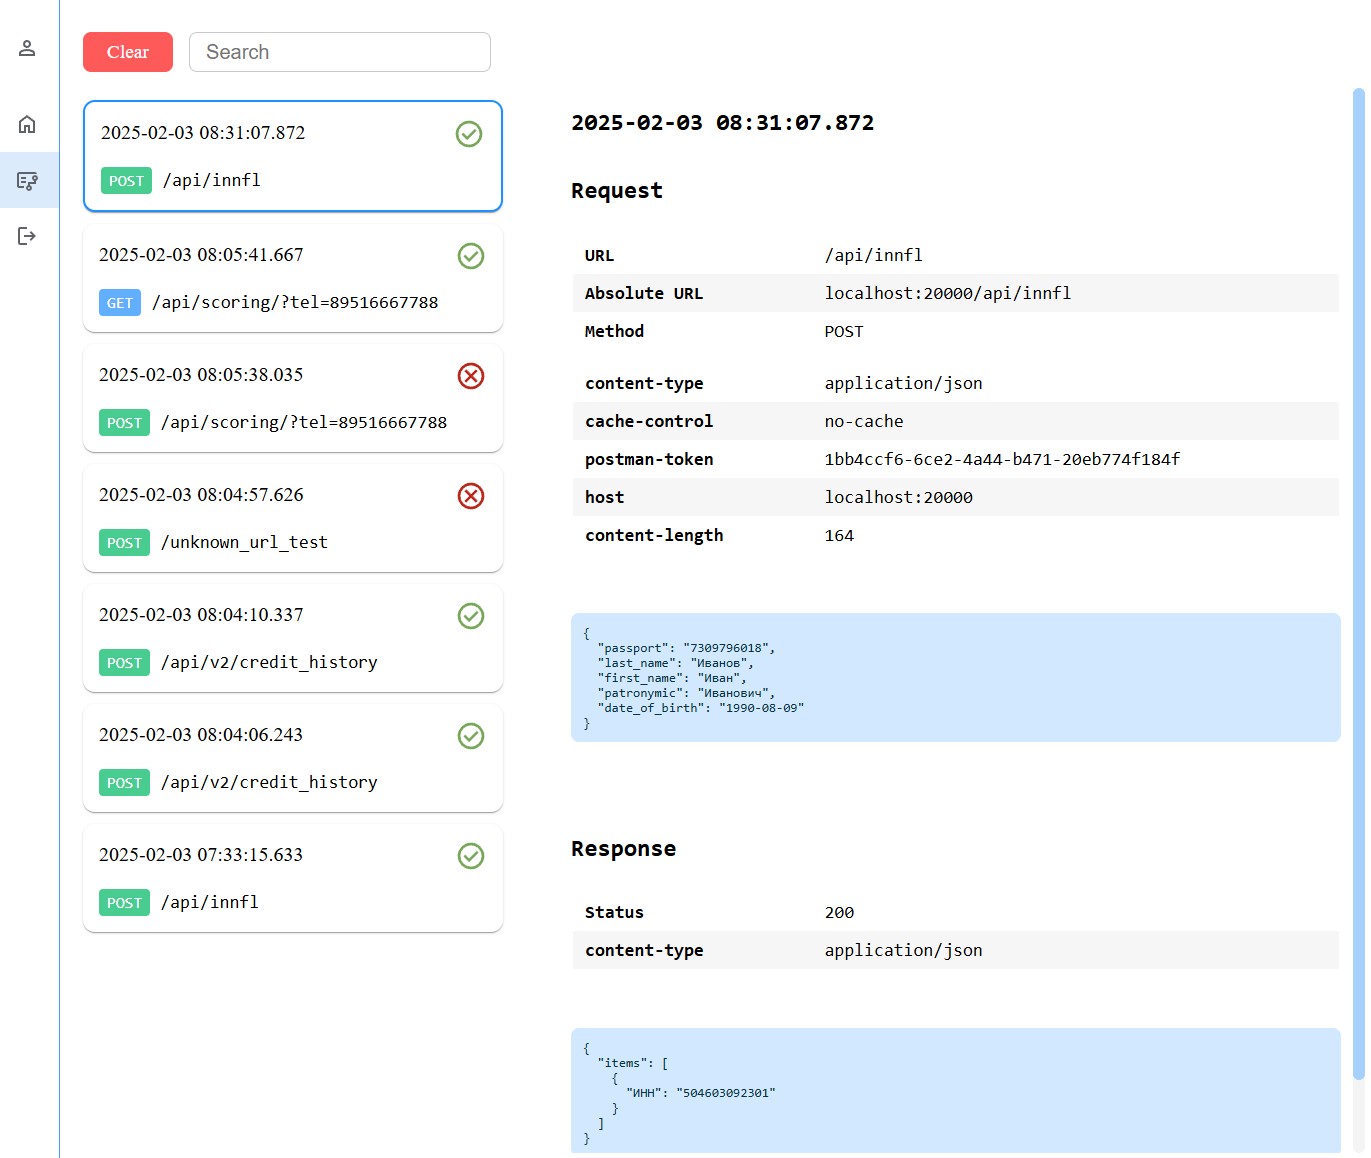 Clear
Search
2025-02-03 08:31:07.872
POST /api/innfl
2025-02-03 08:05:41.667
GET /api/scoring/?tel=89516667788
2025-02-03 08:05:38.035
POST /api/scoring/?tel=89516667788
2025-02-03 08:04:57.626
POST /unknown_url_test
2025-02-03 08:04:10.337
POST /api/v2/credit_history
2025-02-03 08:04:06.243
POST /api/v2/credit_history
2025-02-03 07:33:15.633
POST /api/innfl
2025-02-03 08:31:07.872
Request
URL /api/innfl
Absolute URL localhost:20000/api/innfl
Method POST
content-type application/json
cache-control no-cache
postman-token 1bb4ccf6-6ce2-4a44-b471-20eb774f184f
host localhost:20000
content-length 164
{
"passport": "7309796018",
"last_name": "Иванов",
"first_name": "Иван",
"patronymic": "Иванович",
"date_of_birth": "1990-08-09"
}
Response
Status 200
content-type application/json
{
"items": [
{
"ИНН": "504603092301"
}
]
}